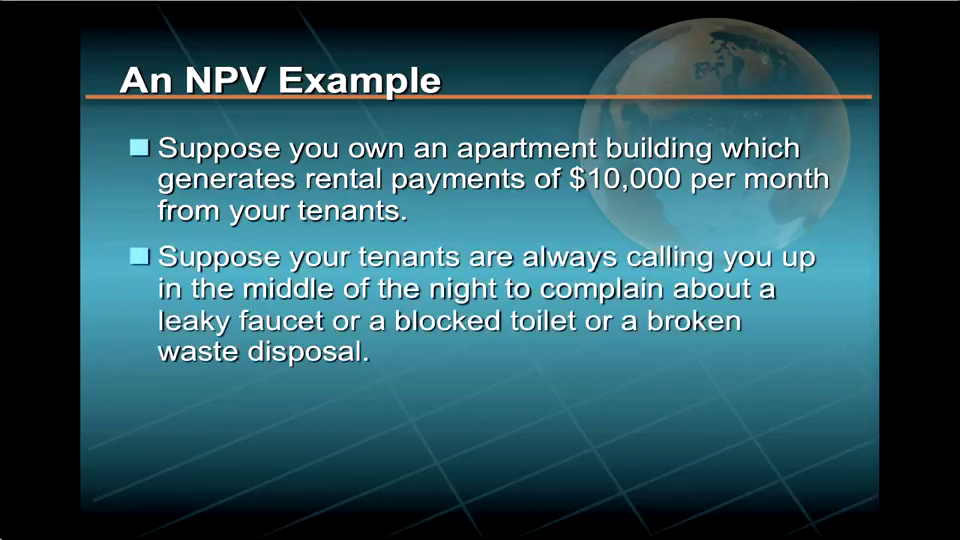 An NPV Example
Suppose you own an apartment building which
generates rental payments of $10,000 per month
from your tenants.
Suppose your tenants are always calling you up
in the middle of the night to complain about a
leaky faucet or a blocked toilet or a broken
waste disposal.